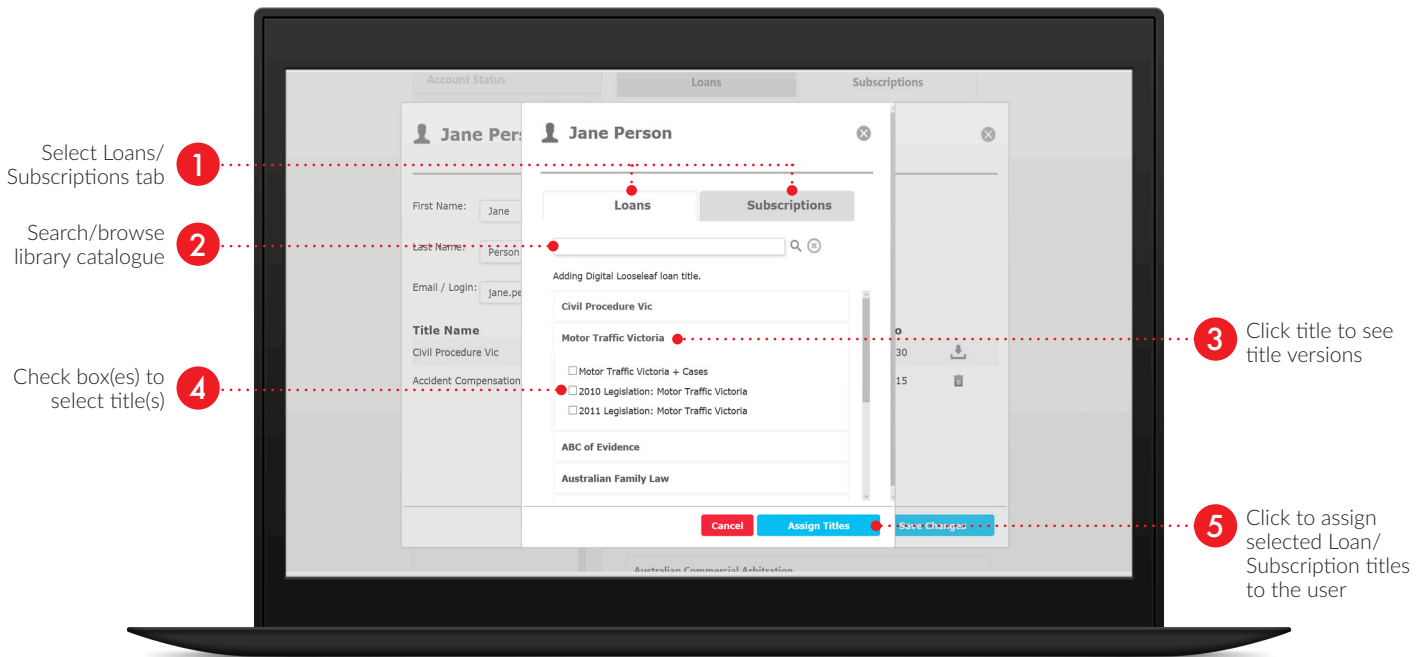 Account Status
Loans
Subscriptions
Jane Pers
Jane Person
Select Loans/
Subscriptions tab
1
First Name:
Jane
Loans
Subscriptions
Search/browse
library catalogue
2
Last Name:
Person
Adding Digital Looseleaf loan title.
Email / Login:
jane.pe
Civil Procedure Vic
Title Name
o
Motor Traffic Victoria
3
Click title to see
title versions
Civil Procedure Vic
30
Check box(es) to
select title(s)
4
Accident Compensation
15
Motor Traffic Victoria + Cases
2010 Legislation: Motor Traffic Victoria
2011 Legislation: Motor Traffic Victoria
ABC of Evidence
Australian Family Law
Cancel
Assign Titles
Save Changes
5
Click to assign
selected Loan/
Subscription titles
to the user
Australian Commercial Arbitration